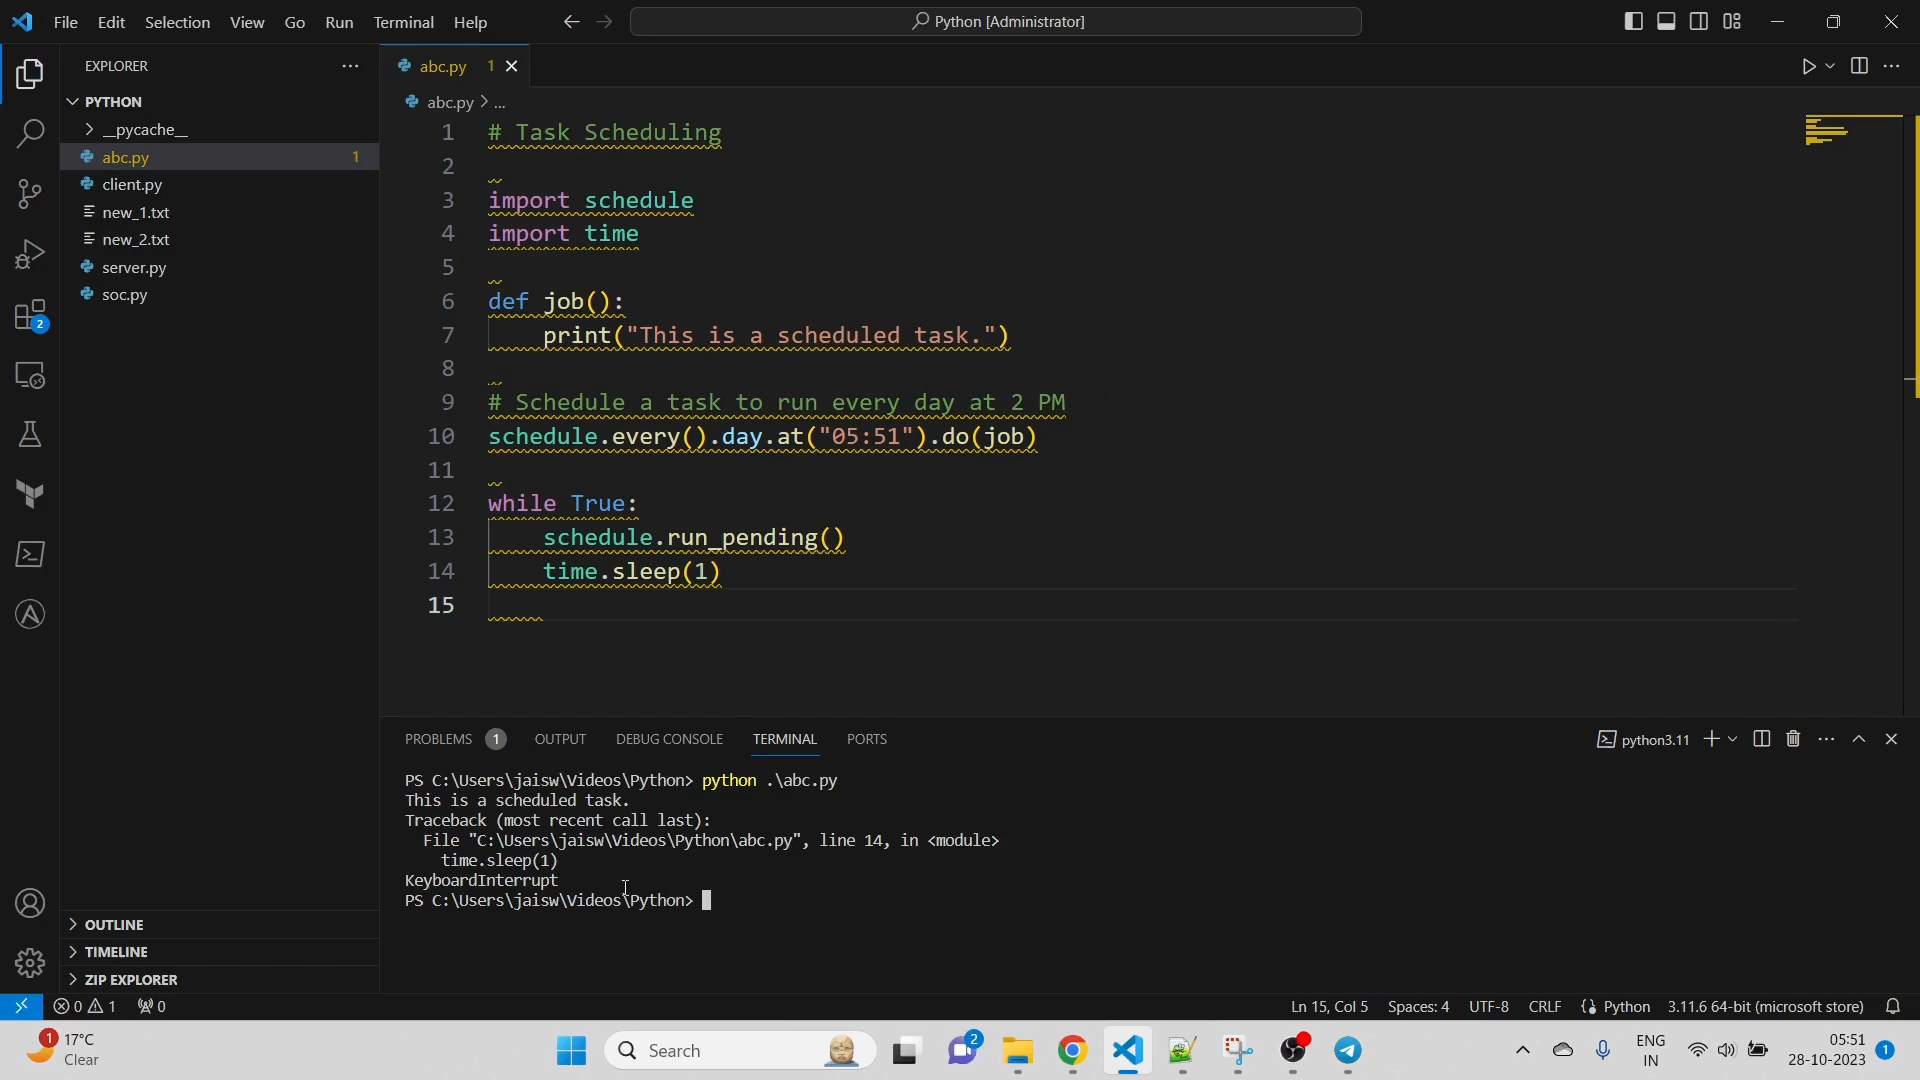 File Edit Selection View Go Run Terminal Help
Python [Administrator]
EXPLORER
PYTHON
__pycache__
abc.py 1
client.py
new_1.txt
new_2.txt
server.py
soc.py
2
OUTLINE
TIMELINE
ZIP EXPLORER
abc.py 1
abc.py > ...
1 # Task Scheduling
2
3 import schedule
4 import time
5
6 def job():
7 print("This is a scheduled task.")
8
9 # Schedule a task to run every day at 2 PM
10 schedule.every().day.at("05:51").do(job)
11
12 while True:
13 schedule.run_pending()
14 time.sleep(1)
15
PROBLEMS 1 OUTPUT DEBUG CONSOLE TERMINAL PORTS
python3.11
PS C:\Users\jaisw\Videos\Python> python .\abc.py
This is a scheduled task.
Traceback (most recent call last):
File "C:\Users\jaisw\Videos\Python\abc.py", line 14, in <module>
time.sleep(1)
KeyboardInterrupt
PS C:\Users\jaisw\Videos\Python>
0 1 0
Ln 15, Col 5 Spaces: 4 UTF-8 CRLF {} Python 3.11.6 64-bit (microsoft store)
1
17°C
Clear
Search
2
ENG
IN
05:51
28-10-2023
1